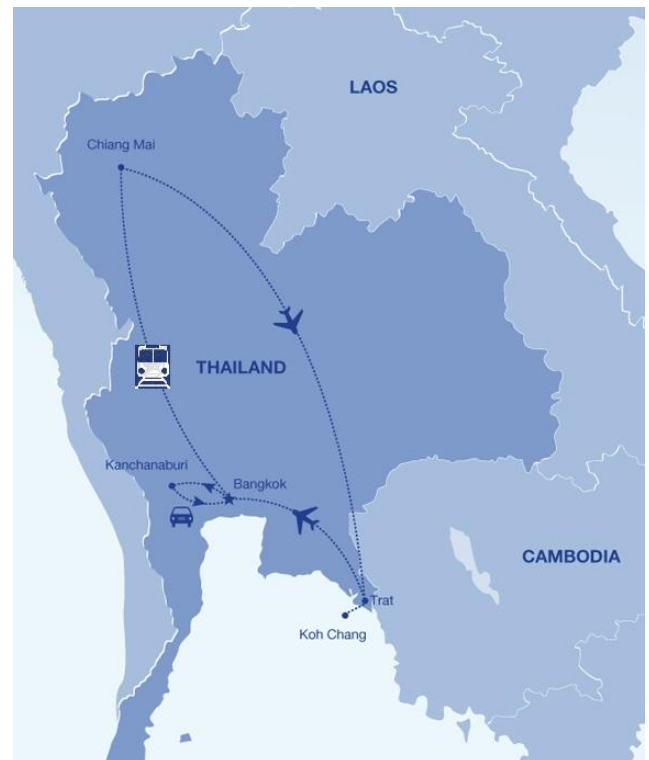 LAOS
Chiang Mai
THAILAND
Kanchanaburi
Bangkok
CAMBODIA
Trat
Koh Chang